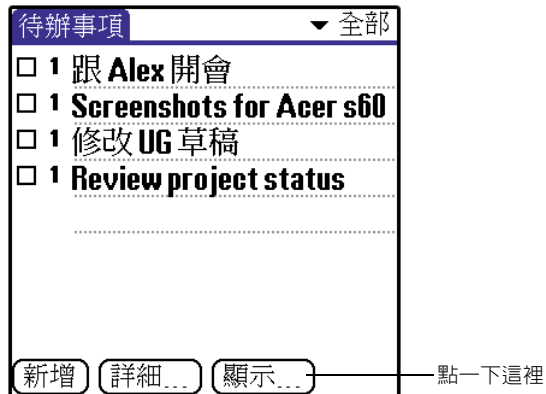 待辦事項 全部
1 跟 Alex 開會
1 Screenshots for Acer s60
1 修改 UG 草稿
1 Review project status
新增 詳細... 顯示... 點一下這裡